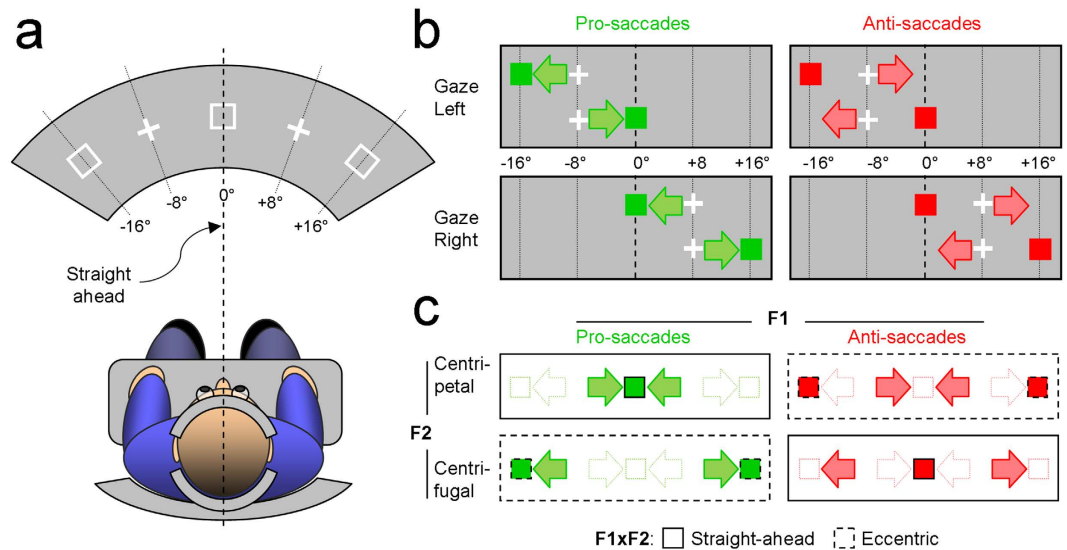 a
-16°
-8°
0°
+8°
+16°
Straight
ahead
b
Pro-saccades
Anti-saccades
Gaze
Left
-16°
-8°
0°
+8°
+16°
-16°
-8°
0°
+8°
+16°
Gaze
Right
c
F1
Pro-saccades
Anti-saccades
F2
Centri-
petal
Centri-
fugal
F1xF2: Straight-ahead Eccentric